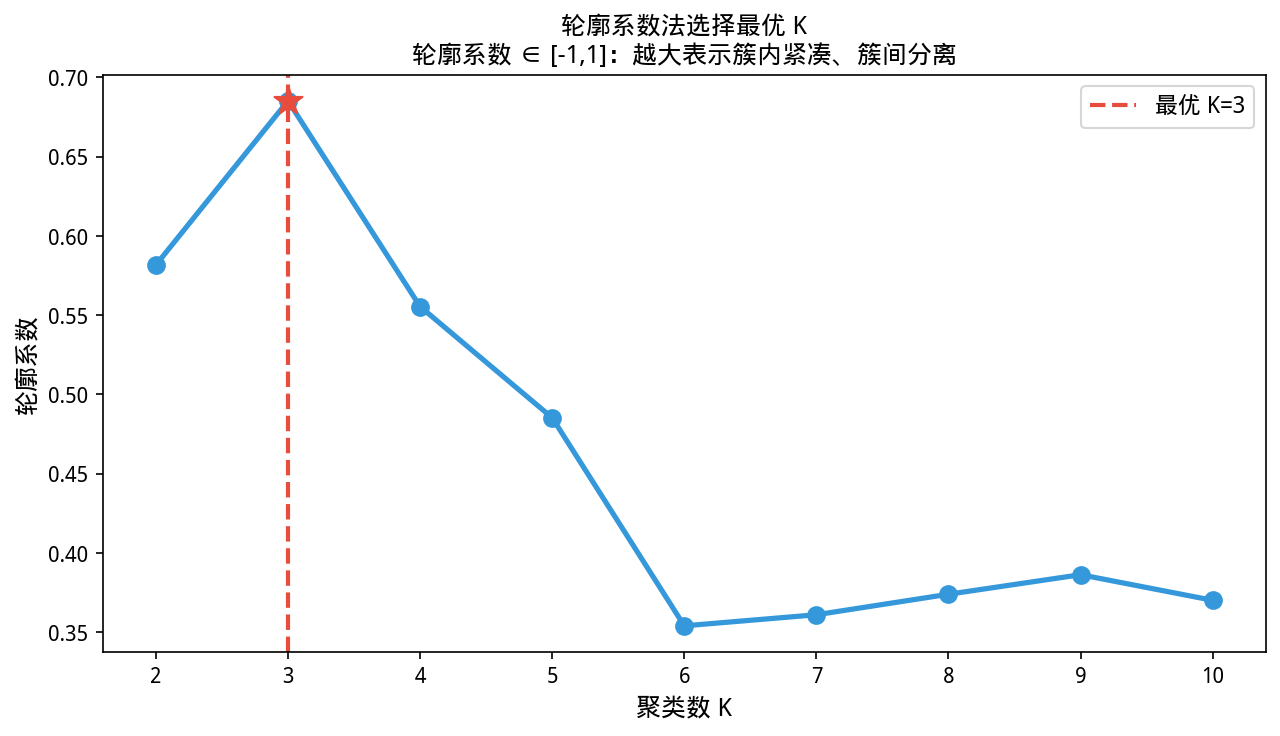 轮廓系数法选择最优 K
轮廓系数 ∈ [-1,1]：越大表示簇内紧凑、簇间分离
最优 K=3
轮廓系数
0.70
0.65
0.60
0.55
0.50
0.45
0.40
0.35
2 3 4 5 6 7 8 9 10
聚类数 K